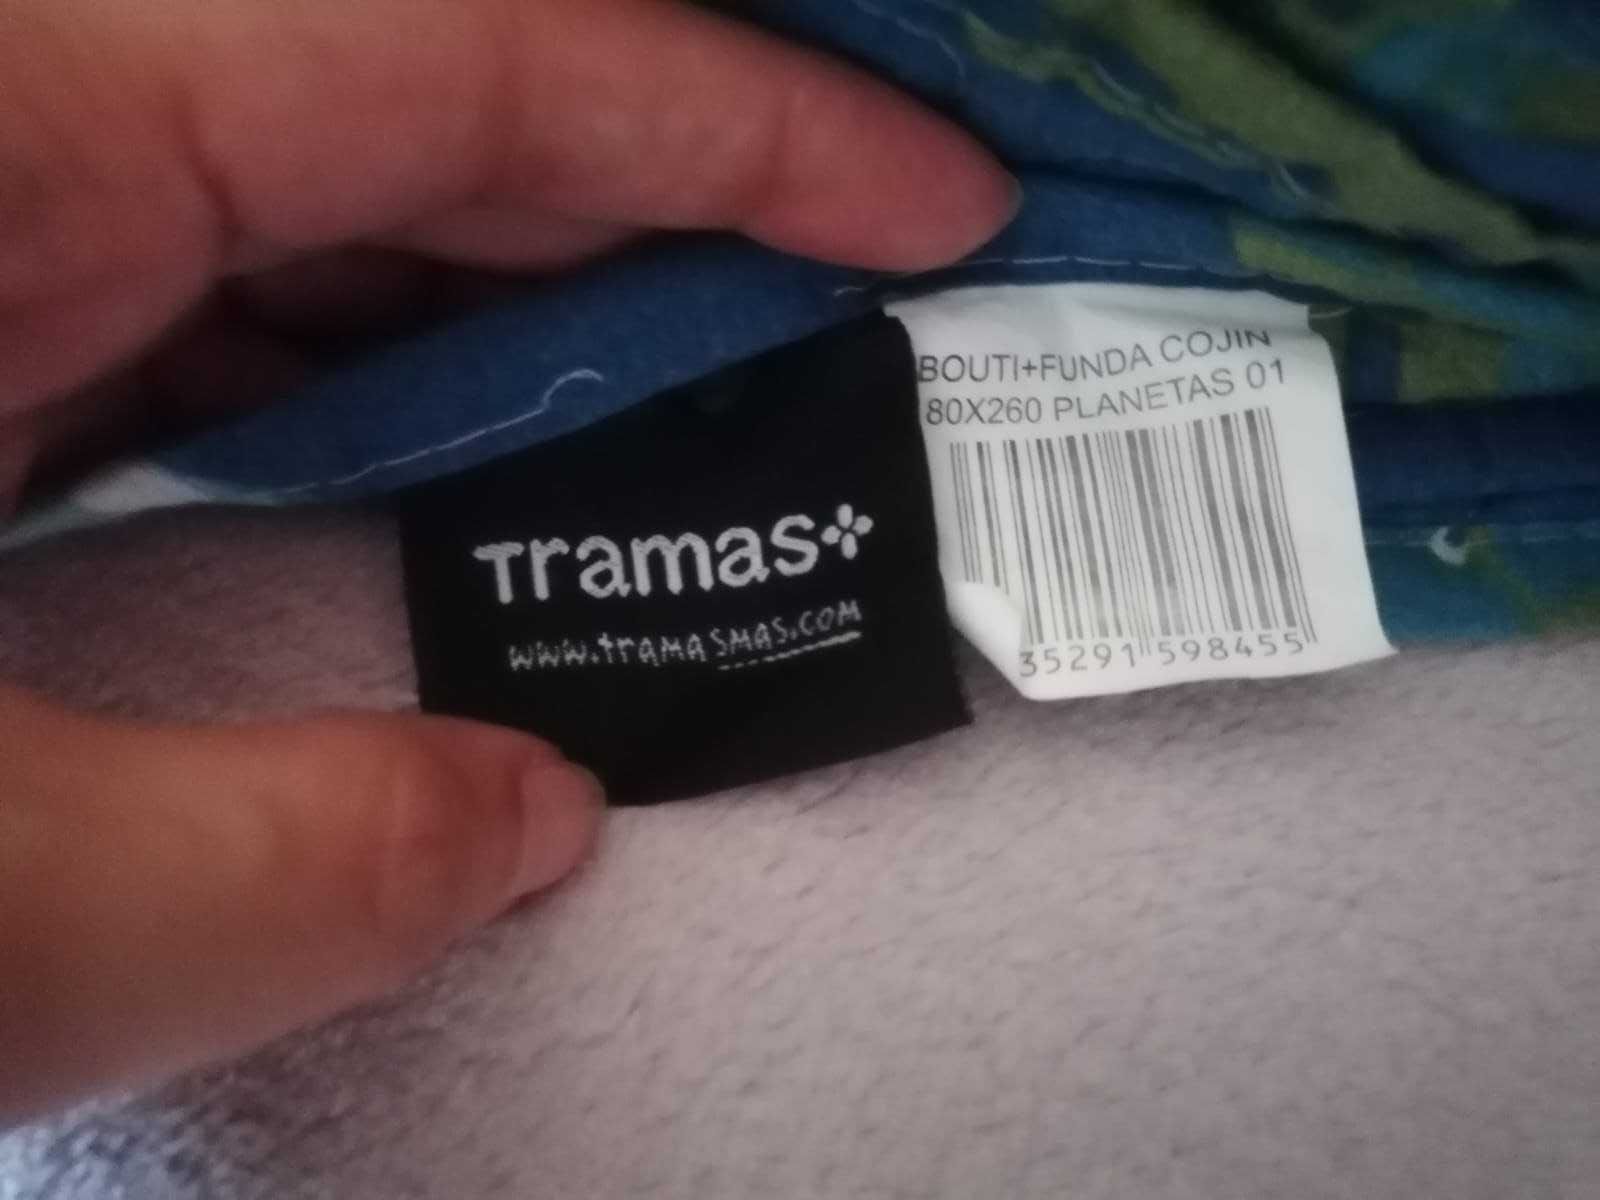 Tramas+
www.tramasmas.com
BOUTI+FUNDA COJIN
80X260 PLANETAS 01
35291 598455